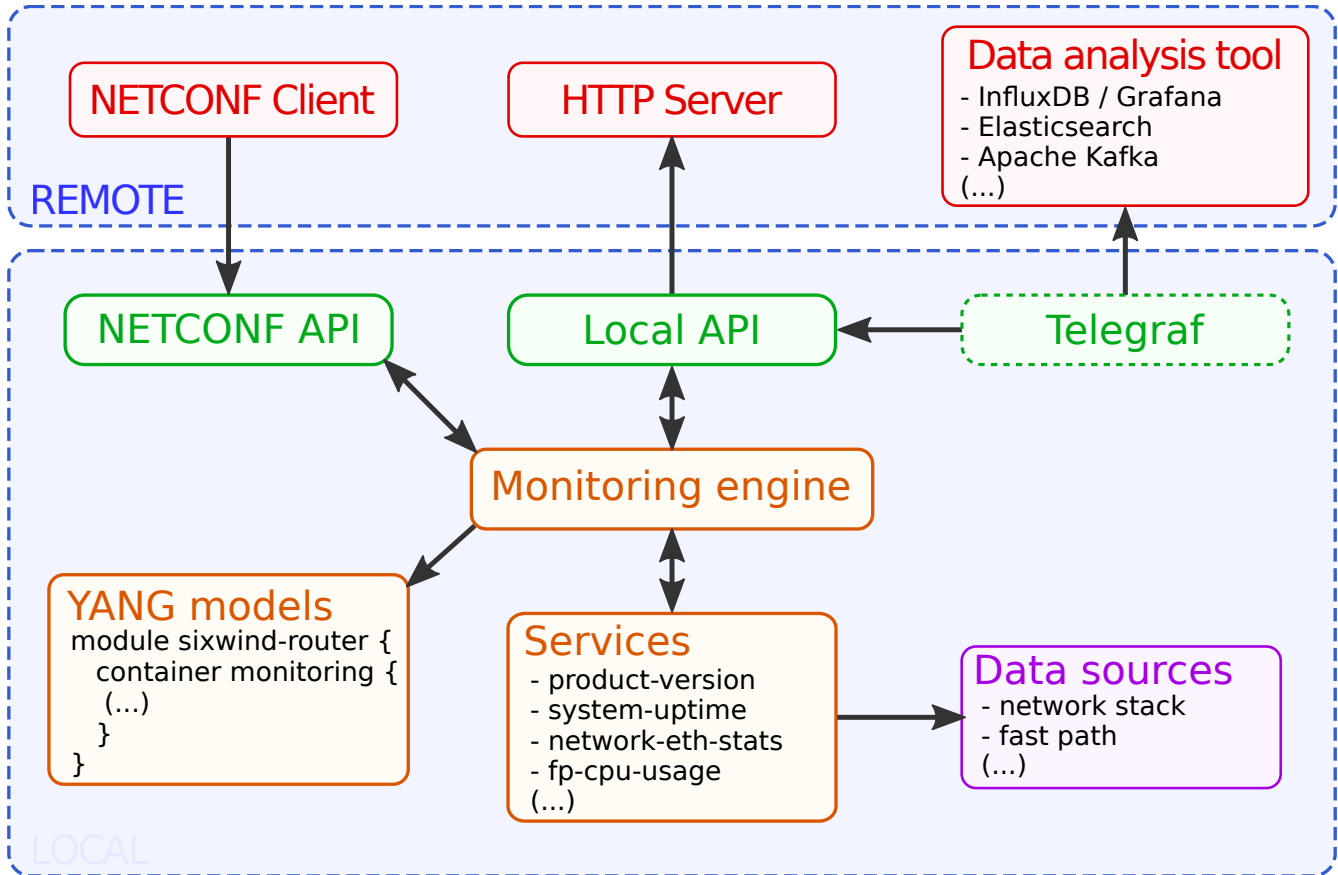 NETCONF Client
HTTP Server
Data analysis tool
- InfluxDB / Grafana
- Elasticsearch
- Apache Kafka
(...)
REMOTE
NETCONF API
Local API
Telegraf
Monitoring engine
YANG models
module sixwind-router {
container monitoring {
(...)
}
}
Services
- product-version
- system-uptime
- network-eth-stats
- fp-cpu-usage
(...)
Data sources
- network stack
- fast path
(...)
LOCAL